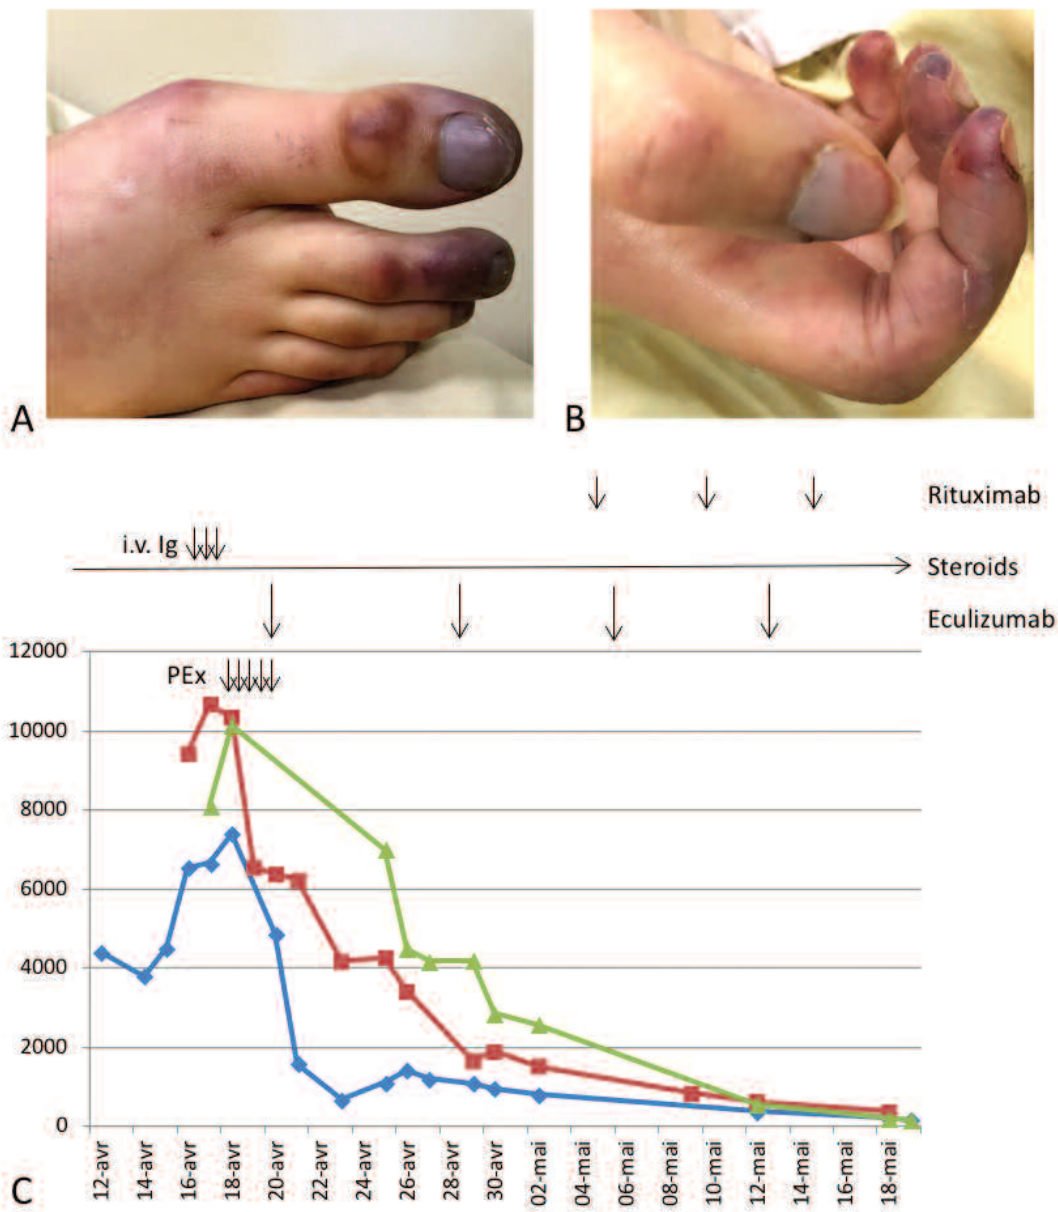 A
B
Rituximab
i.v. Ig
Steroids
Eculizumab
12000
PEx
10000
8000
6000
4000
2000
0
12-avr
14-avr
16-avr
18-avr
20-avr
22-avr
24-avr
26-avr
28-avr
30-avr
02-mai
04-mai
06-mai
08-mai
10-mai
12-mai
14-mai
16-mai
18-mai
C